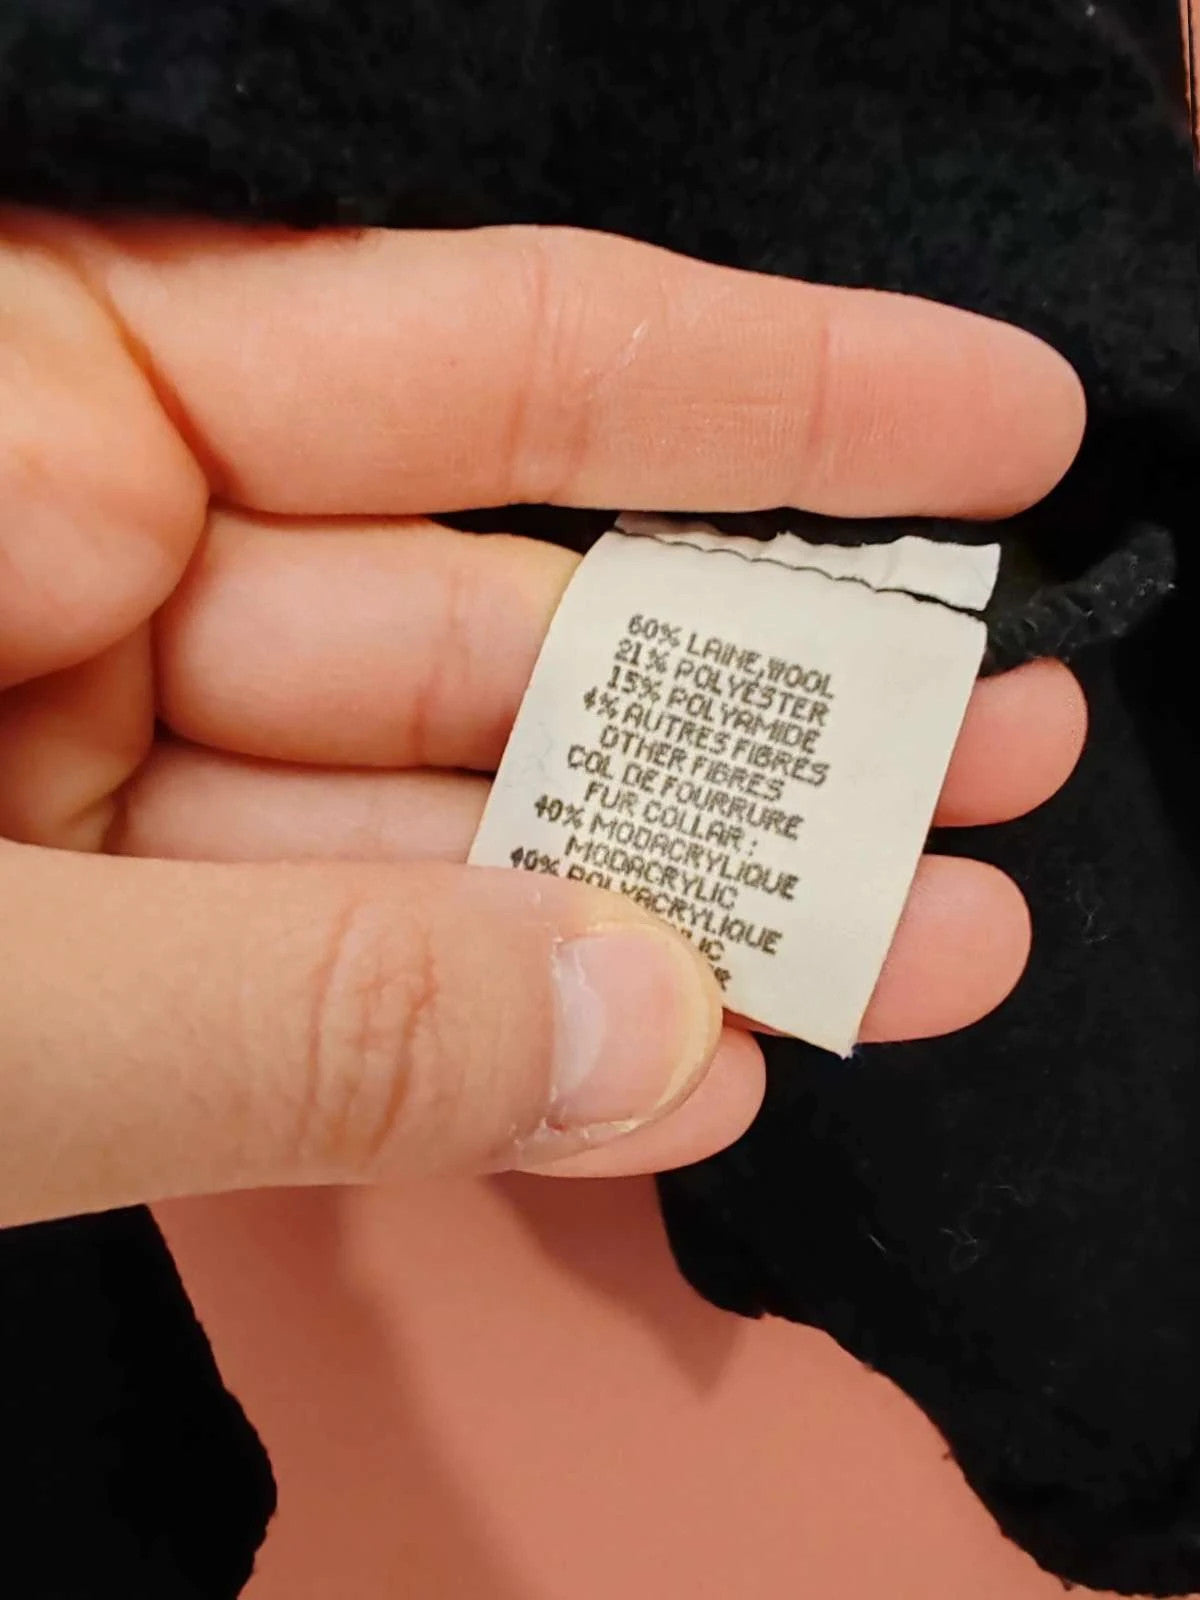 60% LAINE,WOOL
21% POLYESTER
15% POLYAMIDE
4% AUTRES FIBRES
OTHER FIBRES
COL DE FOURRURE
FUR COLLAR :
40% MODACRYLIQUE
MODACRYLIC
40% POLYACRYLIQUE